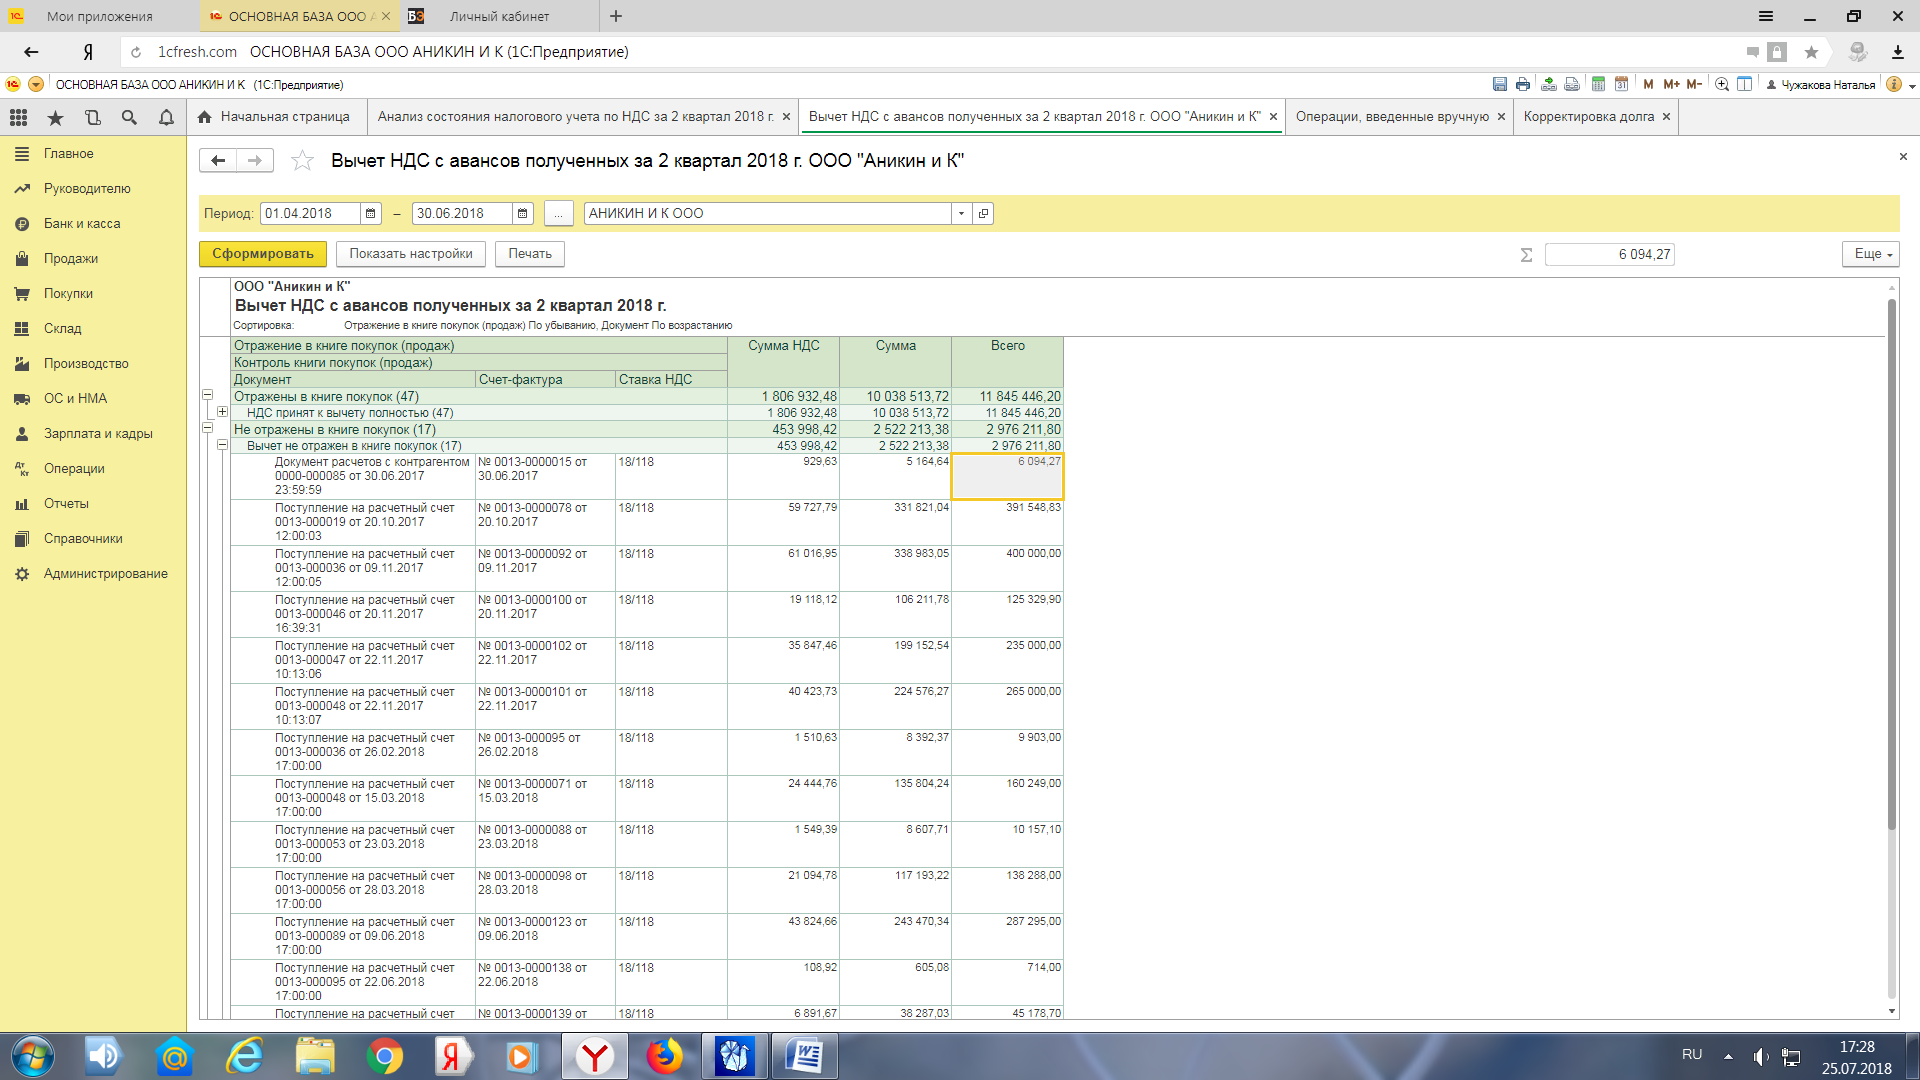 Мои приложения
ОСНОВНАЯ БАЗА ООО А
Личный кабинет
1cfresh.com ОСНОВНАЯ БАЗА ООО АНИКИН И К (1С:Предприятие)
ОСНОВНАЯ БАЗА ООО АНИКИН И К (1С:Предприятие)
M M+ M-
Чужакова Наталья
Начальная страница
Анализ состояния налогового учета по НДС за 2 квартал 2018 г.
Вычет НДС с авансов полученных за 2 квартал 2018 г. ООО "Аникин и К"
Операции, введенные вручную
Корректировка долга
Главное
Руководителю
Банк и касса
Продажи
Покупки
Склад
Производство
ОС и НМА
Зарплата и кадры
Операции
Отчеты
Справочники
Администрирование
Вычет НДС с авансов полученных за 2 квартал 2018 г. ООО "Аникин и К"
Период: 01.04.2018 – 30.06.2018 ... АНИКИН И К ООО
Сформировать Показать настройки Печать Σ 6 094,27 Еще
ООО "Аникин и К"
Вычет НДС с авансов полученных за 2 квартал 2018 г.
Сортировка: Отражение в книге покупок (продаж) По убыванию, Документ По возрастанию
Отражение в книге покупок (продаж) Сумма НДС Сумма Всего
Контроль книги покупок (продаж)
Документ Счет-фактура Ставка НДС
Отражены в книге покупок (47) 1 806 932,48 10 038 513,72 11 845 446,20
НДС принят к вычету полностью (47) 1 806 932,48 10 038 513,72 11 845 446,20
Не отражены в книге покупок (17) 453 998,42 2 522 213,38 2 976 211,80
Вычет не отражен в книге покупок (17) 453 998,42 2 522 213,38 2 976 211,80
Документ расчетов с контрагентом № 0013-0000015 от 18/118 929,63 5 164,64 6 094,27
0000-000085 от 30.06.2017 30.06.2017
23:59:59
Поступление на расчетный счет № 0013-0000078 от 18/118 59 727,79 331 821,04 391 548,83
0013-000019 от 20.10.2017 20.10.2017
12:00:03
Поступление на расчетный счет № 0013-0000092 от 18/118 61 016,95 338 983,05 400 000,00
0013-000036 от 09.11.2017 09.11.2017
12:00:05
Поступление на расчетный счет № 0013-0000100 от 18/118 19 118,12 106 211,78 125 329,90
0013-000046 от 20.11.2017 20.11.2017
16:39:31
Поступление на расчетный счет № 0013-0000102 от 18/118 35 847,46 199 152,54 235 000,00
0013-000047 от 22.11.2017 22.11.2017
10:13:06
Поступление на расчетный счет № 0013-0000101 от 18/118 40 423,73 224 576,27 265 000,00
0013-000048 от 22.11.2017 22.11.2017
10:13:07
Поступление на расчетный счет № 0013-000095 от 18/118 1 510,63 8 392,37 9 903,00
0013-000036 от 26.02.2018 26.02.2018
17:00:00
Поступление на расчетный счет № 0013-0000071 от 18/118 24 444,76 135 804,24 160 249,00
0013-000048 от 15.03.2018 15.03.2018
17:00:00
Поступление на расчетный счет № 0013-0000088 от 18/118 1 549,39 8 607,71 10 157,10
0013-000053 от 23.03.2018 23.03.2018
17:00:00
Поступление на расчетный счет № 0013-0000098 от 18/118 21 094,78 117 193,22 138 288,00
0013-000056 от 28.03.2018 28.03.2018
17:00:00
Поступление на расчетный счет № 0013-0000123 от 18/118 43 824,66 243 470,34 287 295,00
0013-000089 от 09.06.2018 09.06.2018
17:00:00
Поступление на расчетный счет № 0013-0000138 от 18/118 108,92 605,08 714,00
0013-000095 от 22.06.2018 22.06.2018
17:00:00
Поступление на расчетный счет № 0013-0000139 от 18/118 6 891,67 38 287,03 45 178,70
RU 17:28
25.07.2018